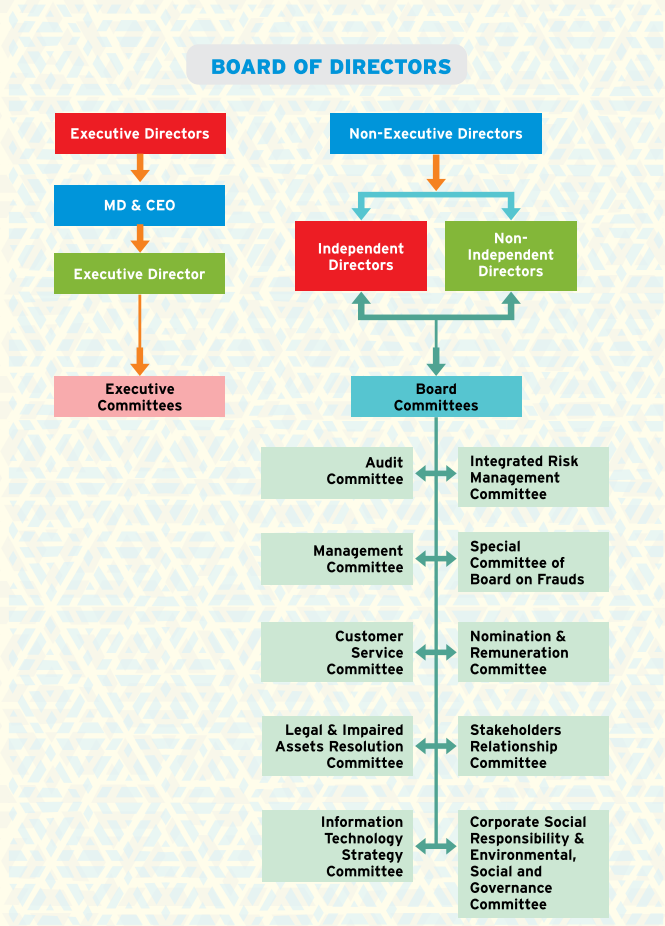 BOARD OF DIRECTORS
Executive Directors
MD & CEO
Executive Director
Executive
Committees
Non-Executive Directors
Independent
Directors
Non-
Independent
Directors
Board
Committees
Audit
Committee
Integrated Risk
Management
Committee
Management
Committee
Special
Committee of
Board on Frauds
Customer
Service
Committee
Nomination &
Remuneration
Committee
Legal & Impaired
Assets Resolution
Committee
Stakeholders
Relationship
Committee
Information
Technology
Strategy
Committee
Corporate Social
Responsibility &
Environmental,
Social and
Governance
Committee